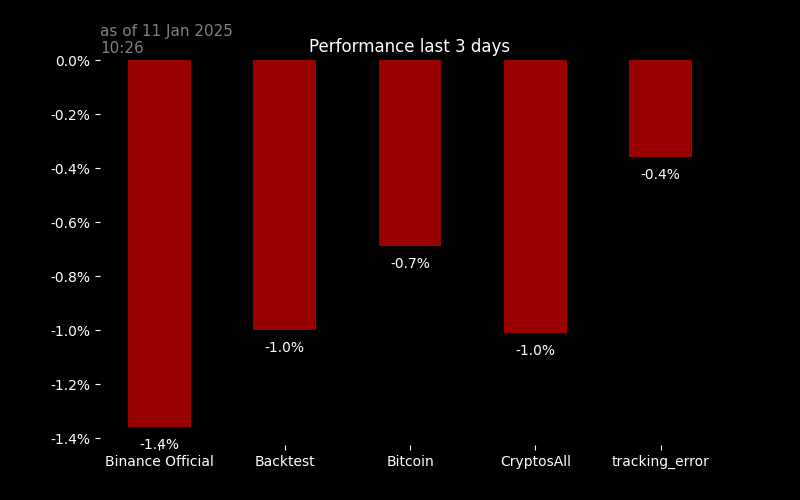 as of 11 Jan 2025
10:26
Performance last 3 days
0.0%
-0.2%
-0.4%
-0.6%
-0.8%
-1.0%
-1.2%
-1.4%
-1.4%
-1.0%
-0.7%
-1.0%
-0.4%
Binance Official
Backtest
Bitcoin
CryptosAll
tracking_error